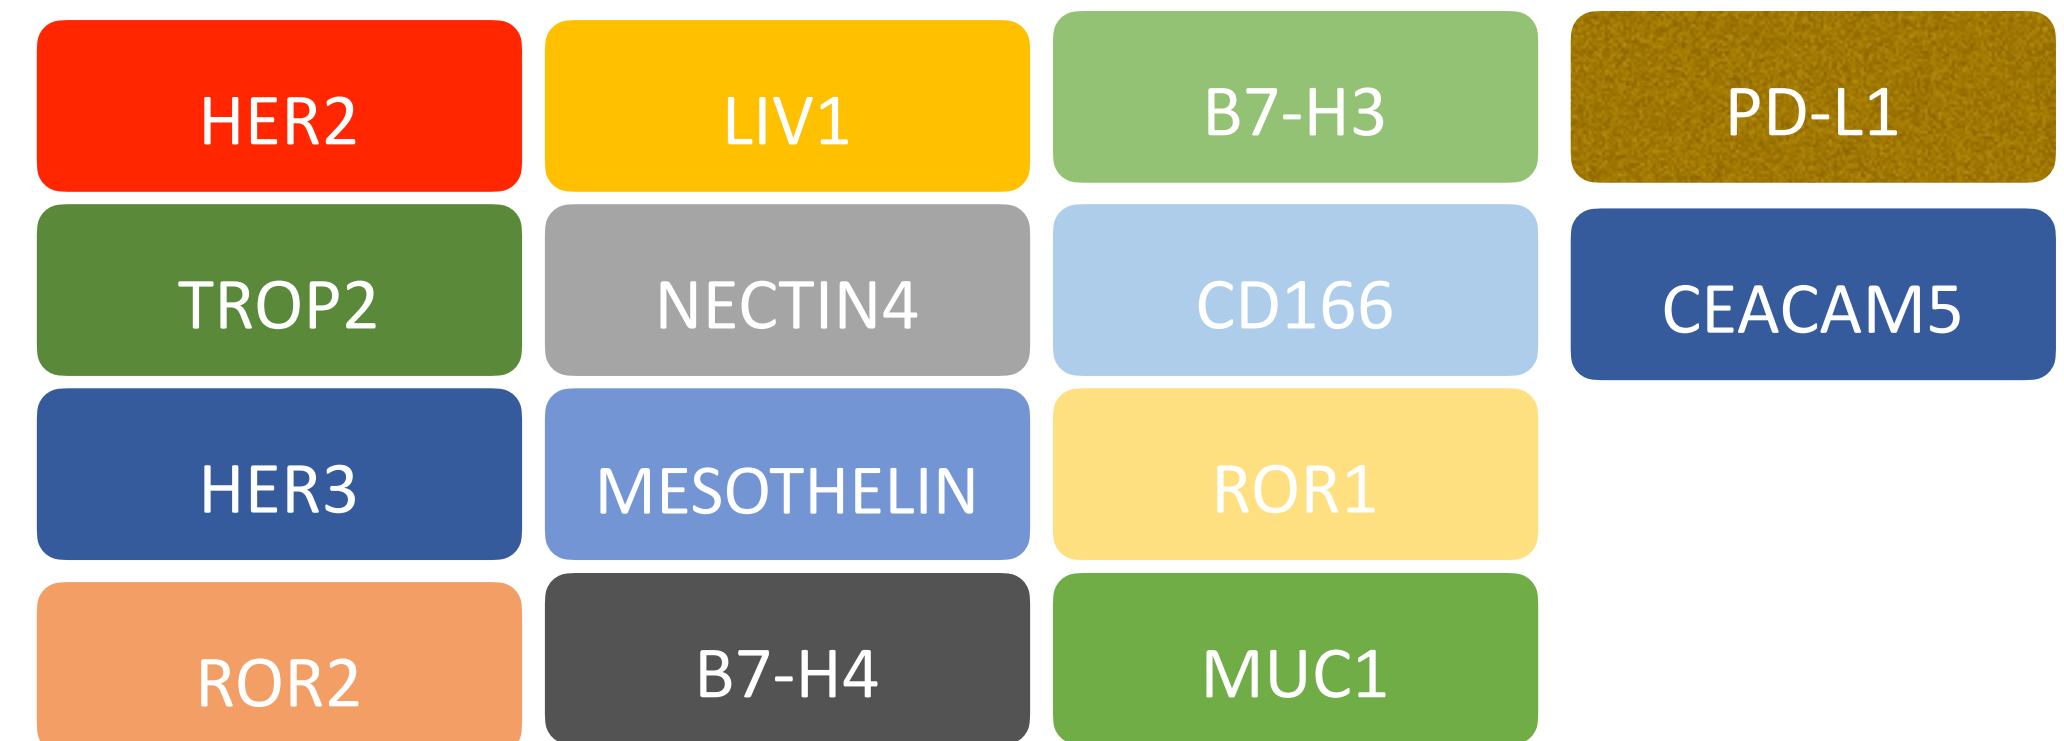 HER2
LIV1
B7-H3
PD-L1
TROP2
NECTIN4
CD166
CEACAM5
HER3
MESOTHELIN
ROR1
ROR2
B7-H4
MUC1